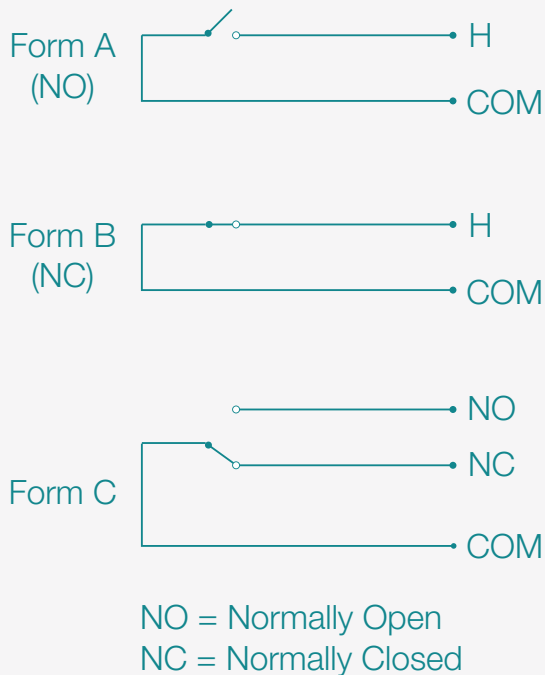 Form A
(NO)
H
COM
Form B
(NC)
H
COM
Form C
NO
NC
COM
NO = Normally Open
NC = Normally Closed